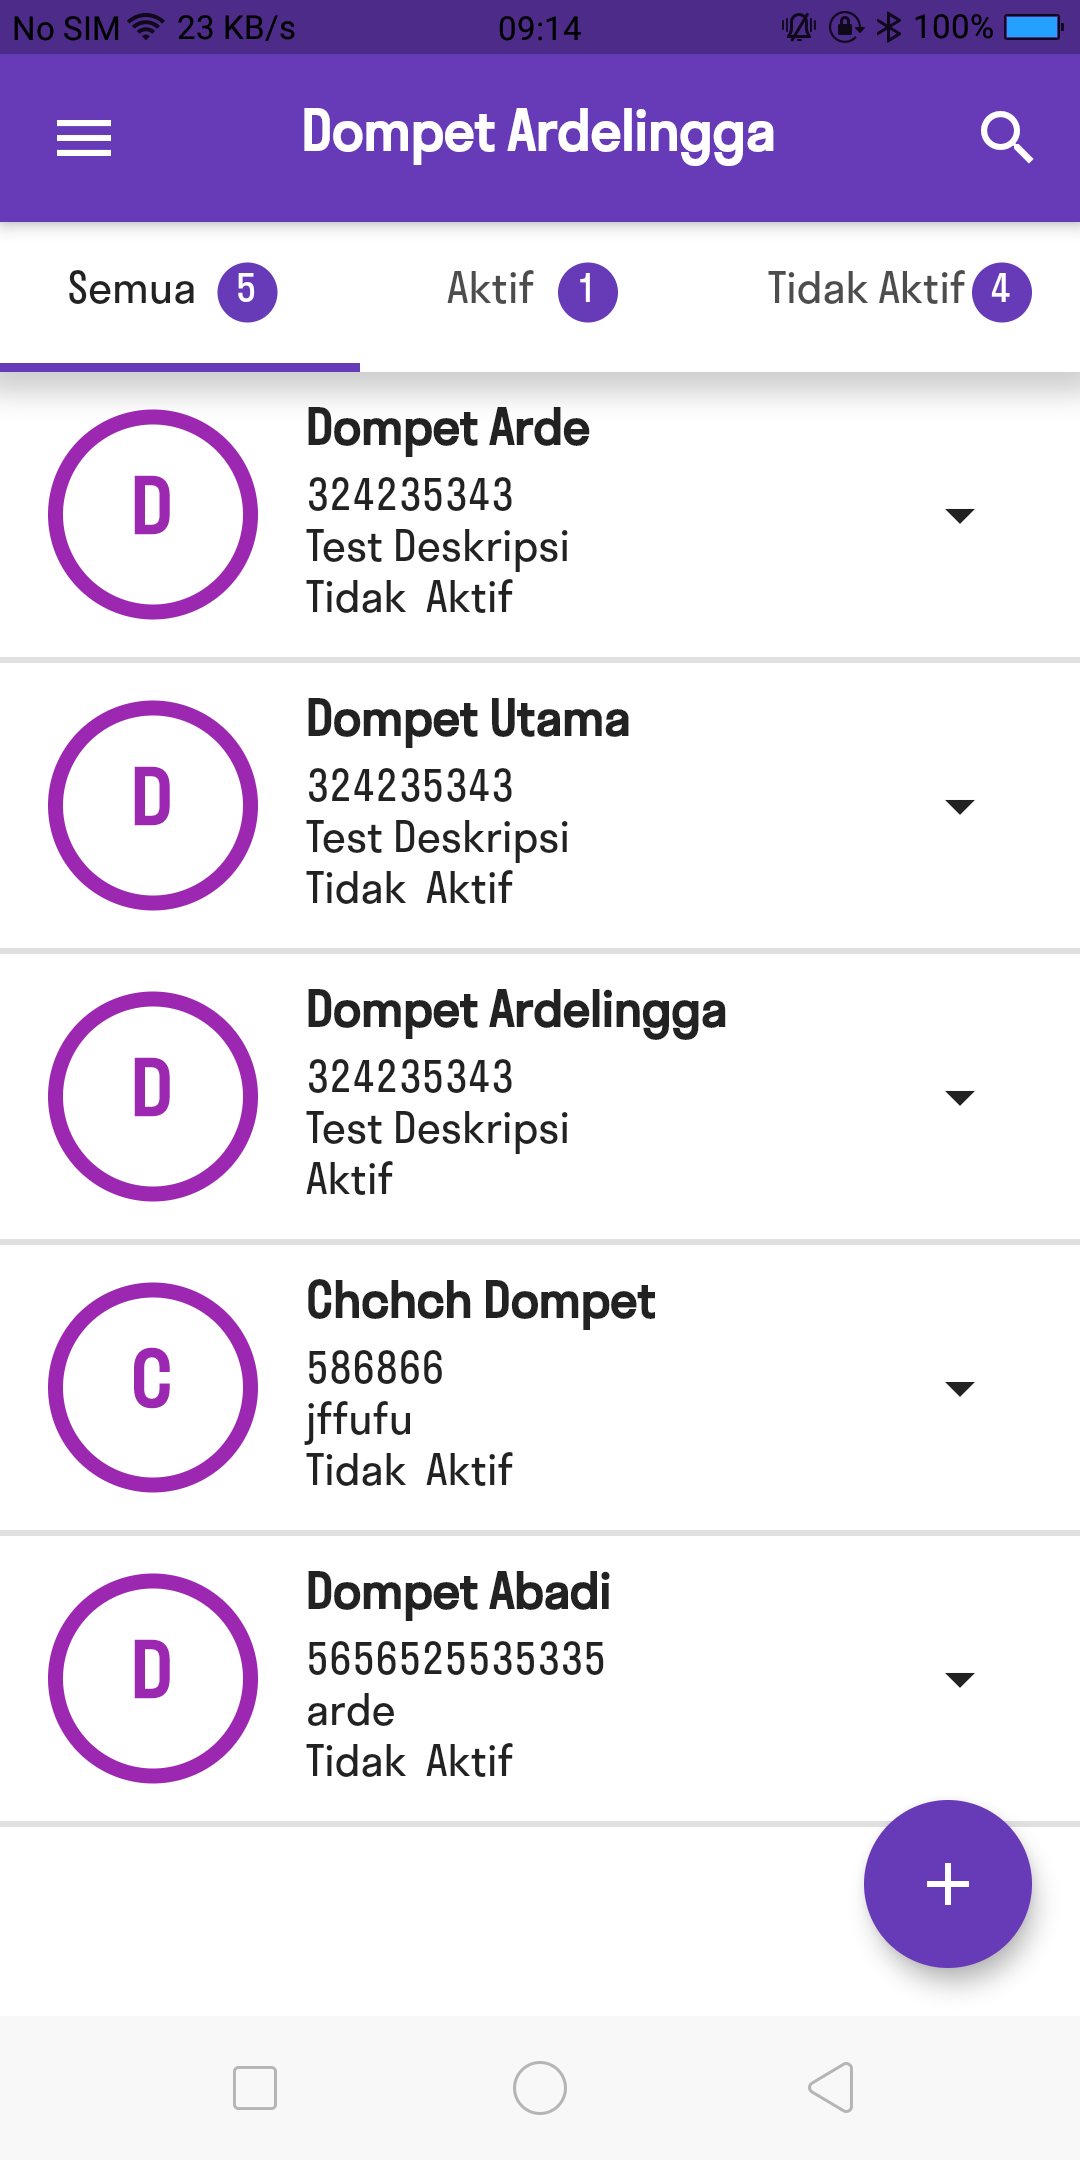 No SIM 23 KB/s 09:14 100%
Dompet Ardelingga
Semua 5 Aktif 1 Tidak Aktif 4
D
Dompet Arde
324235343
Test Deskripsi
Tidak Aktif
D
Dompet Utama
324235343
Test Deskripsi
Tidak Aktif
D
Dompet Ardelingga
324235343
Test Deskripsi
Aktif
C
Chchch Dompet
586866
jffufu
Tidak Aktif
D
Dompet Abadi
5656525535335
arde
Tidak Aktif